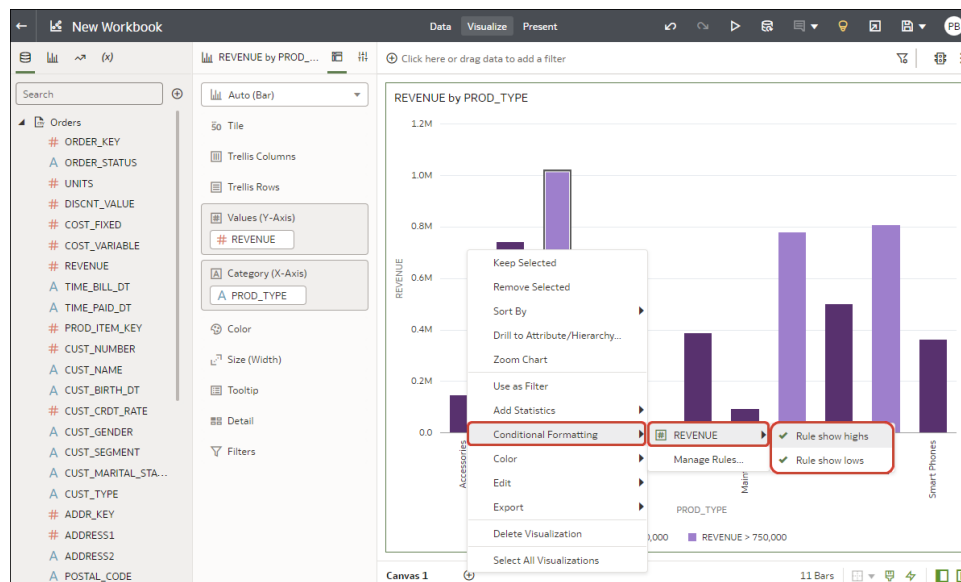 New Workbook
Data Visualize Present
PB
(x)
REVENUE by PROD_...
Click here or drag data to add a filter
Search
Orders
# ORDER_KEY
A ORDER_STATUS
# UNITS
# DISCNT_VALUE
# COST_FIXED
# COST_VARIABLE
# REVENUE
A TIME_BILL_DT
A TIME_PAID_DT
# PROD_ITEM_KEY
# CUST_NUMBER
A CUST_NAME
A CUST_BIRTH_DT
# CUST_CRDT_RATE
A CUST_GENDER
A CUST_SEGMENT
A CUST_MARITAL_STA...
A CUST_TYPE
A ADDR_KEY
# ADDRESS1
A ADDRESS2
A POSTAL_CODE
Auto (Bar)
50 Tile
Trellis Columns
Trellis Rows
# Values (Y-Axis)
# REVENUE
A Category (X-Axis)
A PROD_TYPE
Color
Size (Width)
Tooltip
Detail
Filters
REVENUE by PROD_TYPE
1.2M
1.0M
0.8M
0.6M
0.4M
0.2M
0.0
REVENUE
Accessories
Smart Phones
PROD_TYPE
REVENUE > 750,000
Keep Selected
Remove Selected
Sort By
Drill to Attribute/Hierarchy...
Zoom Chart
Use as Filter
Add Statistics
Conditional Formatting
Color
Edit
Export
Delete Visualization
Select All Visualizations
# REVENUE
Manage Rules...
Rule show highs
Rule show lows
Canvas 1
11 Bars